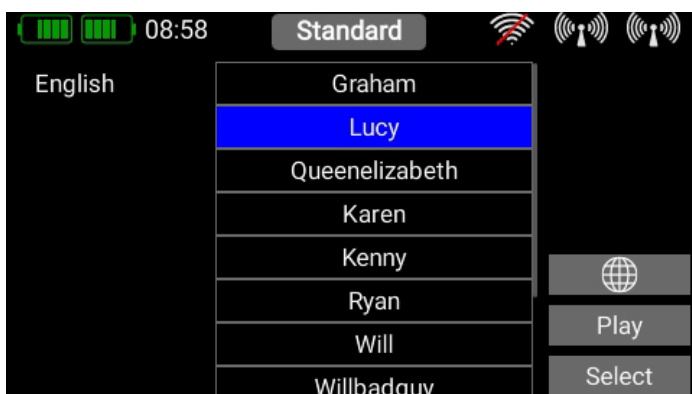 08:58 Standard
English
Graham
Lucy
Queenelizabeth
Karen
Kenny
Ryan
Will
Willbadguy
Play
Select